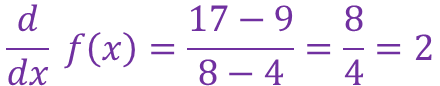 d/dx f(x) = (17 − 9)/(8 − 4) = 8/4 = 2